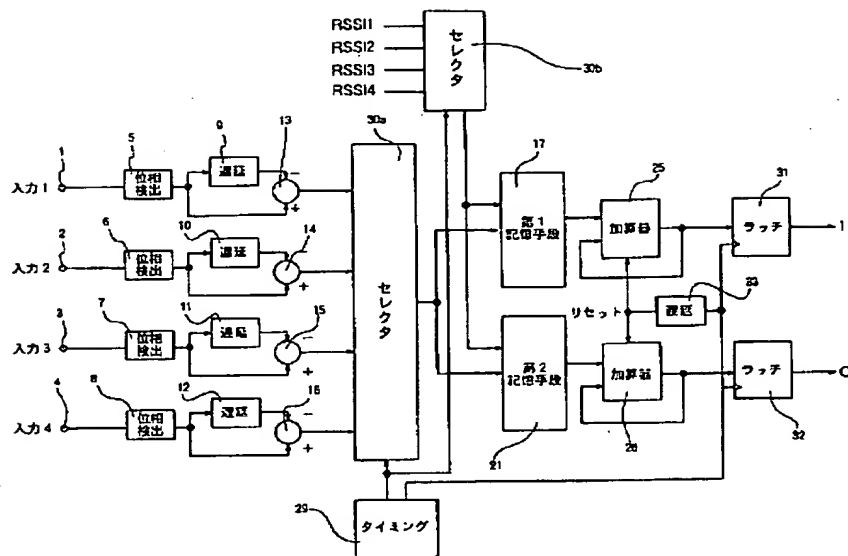 RSSI1
RSSI2
RSSI3
RSSI4
セレクタ
30b
30a
セレクタ
1
入力1
5
位相
検出
9
遅延
13
−
+
2
入力2
6
位相
検出
10
遅延
14
−
+
3
入力3
7
位相
検出
11
遅延
15
−
+
4
入力4
8
位相
検出
12
遅延
16
−
+
17
第1
記憶手段
25
加算器
31
ラッチ
I
リセット
遅延
33
21
第2
記憶手段
26
加算器
ラッチ
32
Q
29
タイミング